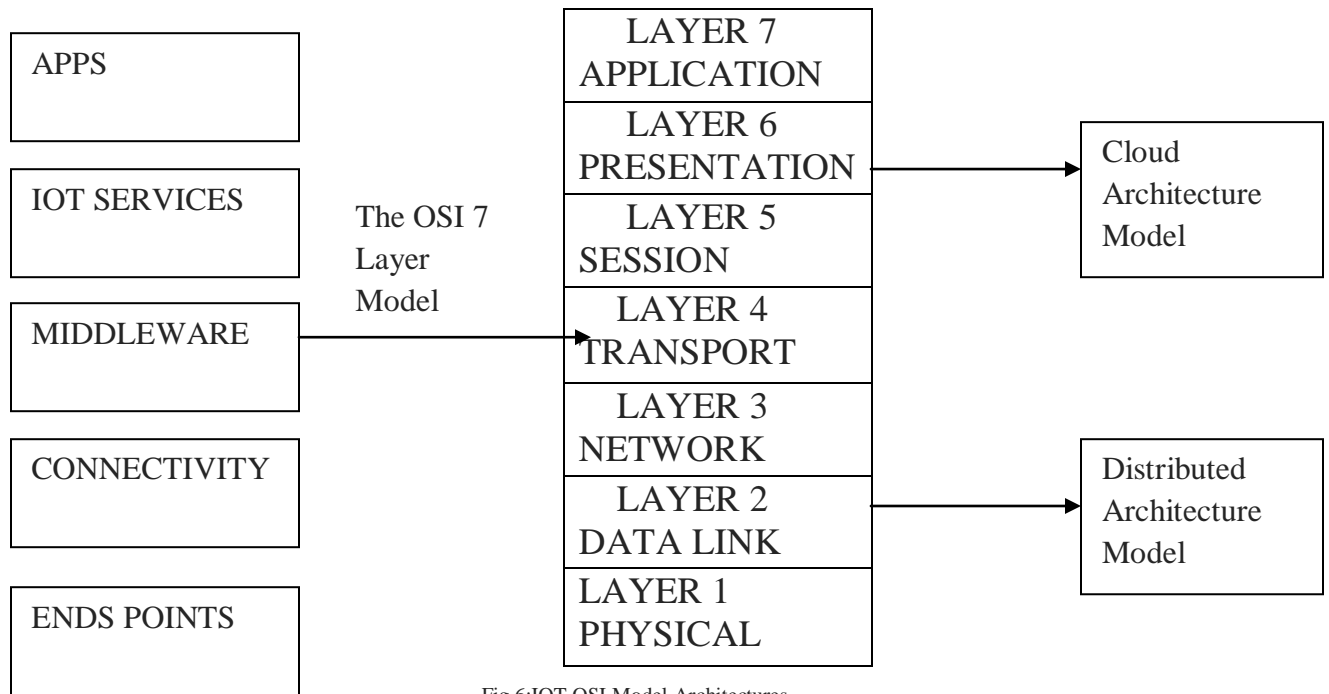 APPS
IOT SERVICES
MIDDLEWARE
CONNECTIVITY
ENDS POINTS
The OSI 7
Layer
Model
LAYER 7
APPLICATION
LAYER 6
PRESENTATION
LAYER 5
SESSION
LAYER 4
TRANSPORT
LAYER 3
NETWORK
LAYER 2
DATA LINK
LAYER 1
PHYSICAL
Cloud
Architecture
Model
Distributed
Architecture
Model
Fig 6:IOT OSI Model Architectures